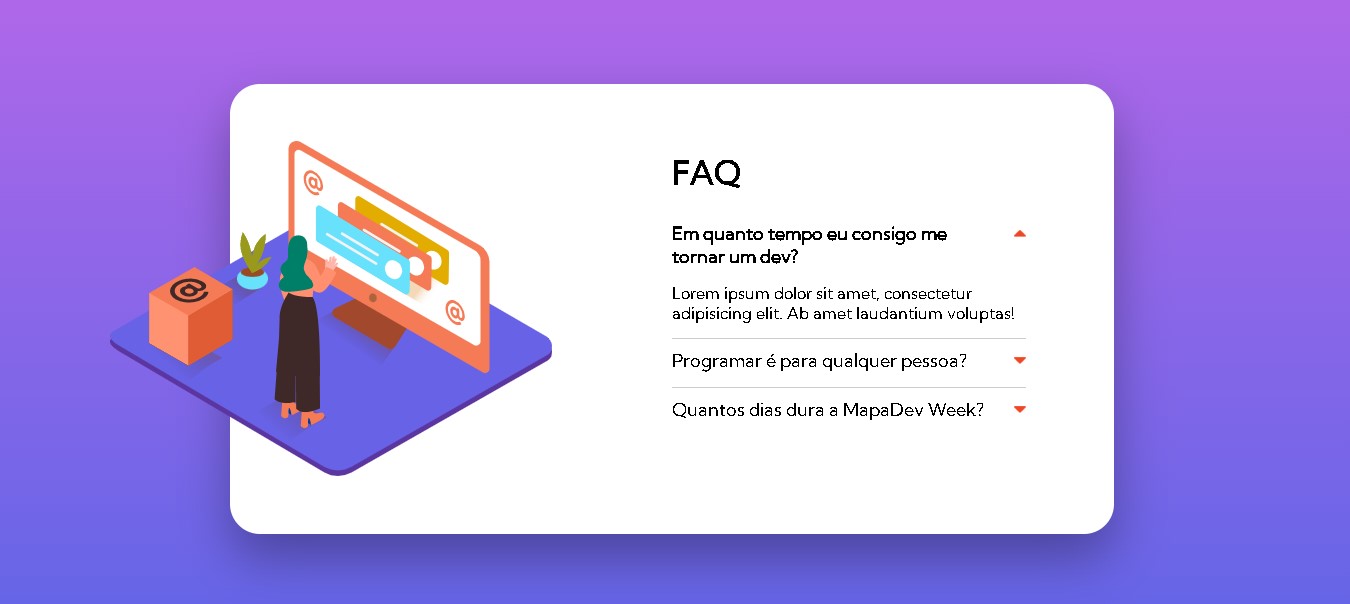 @
@
@
FAQ
Em quanto tempo eu consigo me
tornar um dev?
Lorem ipsum dolor sit amet, consectetur
adipisicing elit. Ab amet laudantium voluptas!
Programar é para qualquer pessoa?
Quantos dias dura a MapaDev Week?